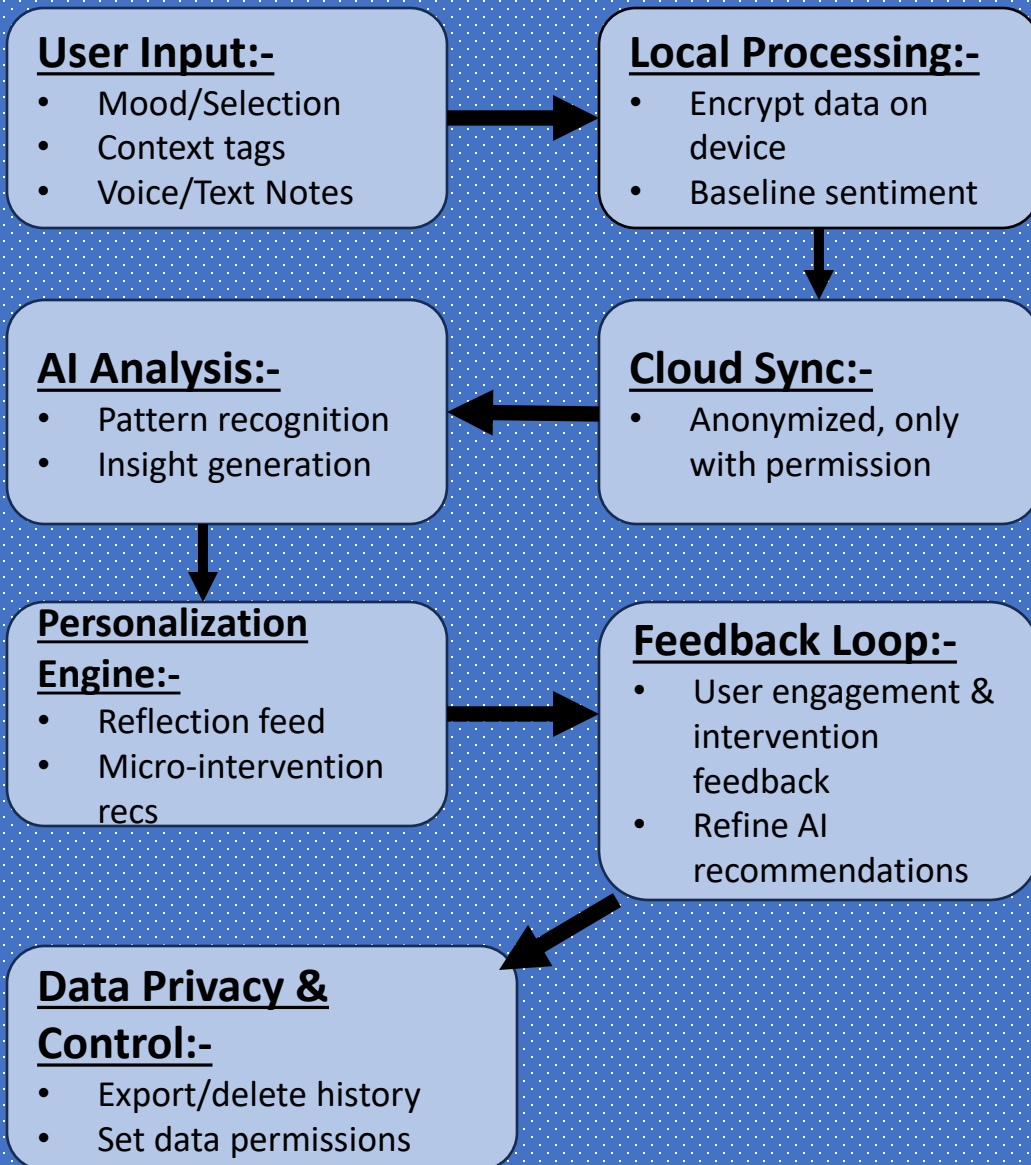 User Input:-
• Mood/Selection
• Context tags
• Voice/Text Notes
Local Processing:-
• Encrypt data on
device
• Baseline sentiment
Cloud Sync:-
• Anonymized, only
with permission
AI Analysis:-
• Pattern recognition
• Insight generation
Personalization
Engine:-
• Reflection feed
• Micro-intervention
recs
Feedback Loop:-
• User engagement &
intervention
feedback
• Refine AI
recommendations
Data Privacy &
Control:-
• Export/delete history
• Set data permissions